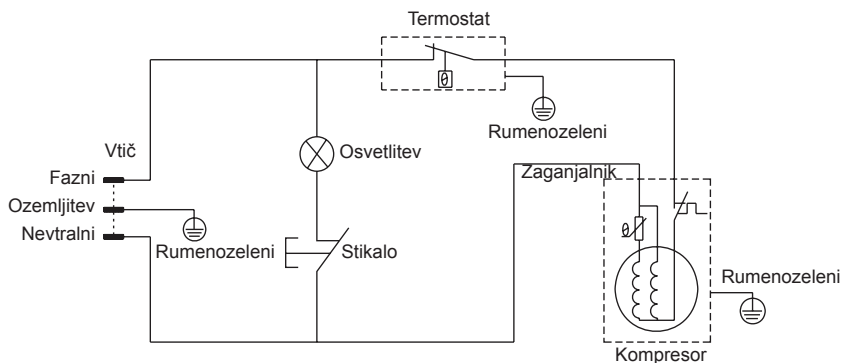 Termostat
θ
Rumenozeleni
Vtič
Osvetlitev
Zaganjalnik
Fazni
Ozemljitev
Nevtralni
Rumenozeleni
Stikalo
θ
Rumenozeleni
Kompresor